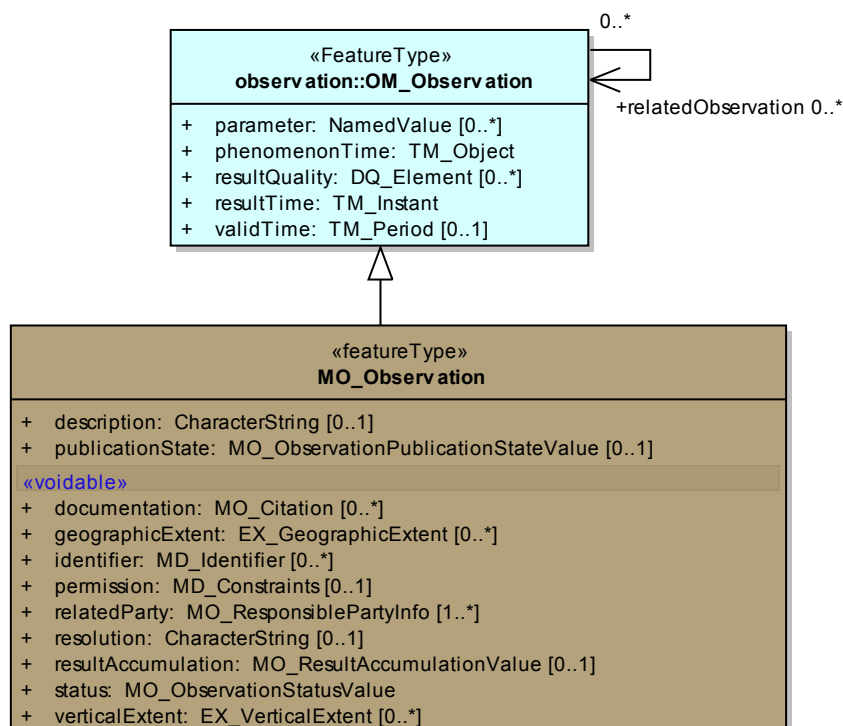 0..*
«FeatureType»
observation::OM_Observation
+relatedObservation 0..*
+ parameter: NamedValue [0..*]
+ phenomenonTime: TM_Object
+ resultQuality: DQ_Element [0..*]
+ resultTime: TM_Instant
+ validTime: TM_Period [0..1]
«featureType»
MO_Observation
+ description: CharacterString [0..1]
+ publicationState: MO_ObservationPublicationStateValue [0..1]
«voidable»
+ documentation: MO_Citation [0..*]
+ geographicExtent: EX_GeographicExtent [0..*]
+ identifier: MD_Identifier [0..*]
+ permission: MD_Constraints [0..1]
+ relatedParty: MO_ResponsiblePartyInfo [1..*]
+ resolution: CharacterString [0..1]
+ resultAccumulation: MO_ResultAccumulationValue [0..1]
+ status: MO_ObservationStatusValue
+ verticalExtent: EX_VerticalExtent [0..*]